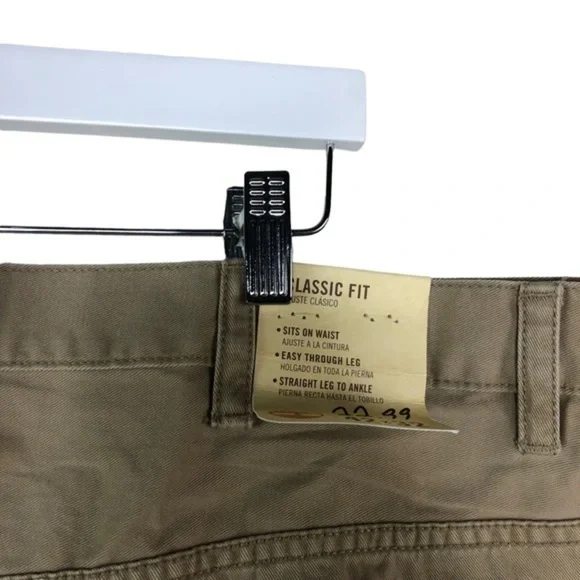 CLASSIC FIT
AJUSTE CLÁSICO
• SITS ON WAIST
AJUSTE A LA CINTURA
• EASY THROUGH LEG
HOLGADO EN TODA LA PIERNA
• STRAIGHT LEG TO ANKLE
PIERNA RECTA HASTA EL TOBILLO